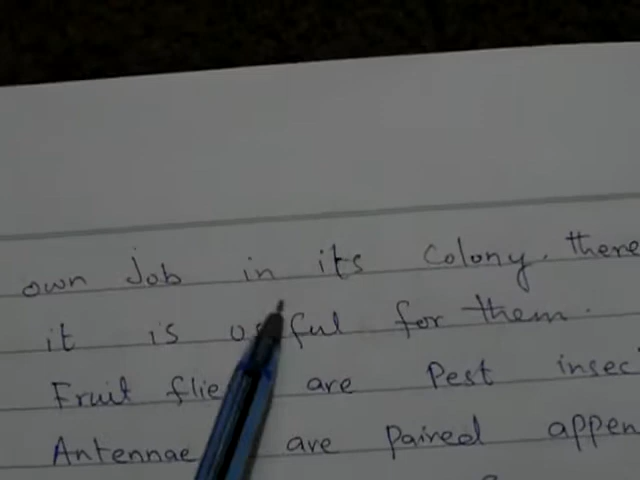 own Job in its Colony. there
it is useful for them.
Fruit flie are Pest insec
Antennae are paired appen